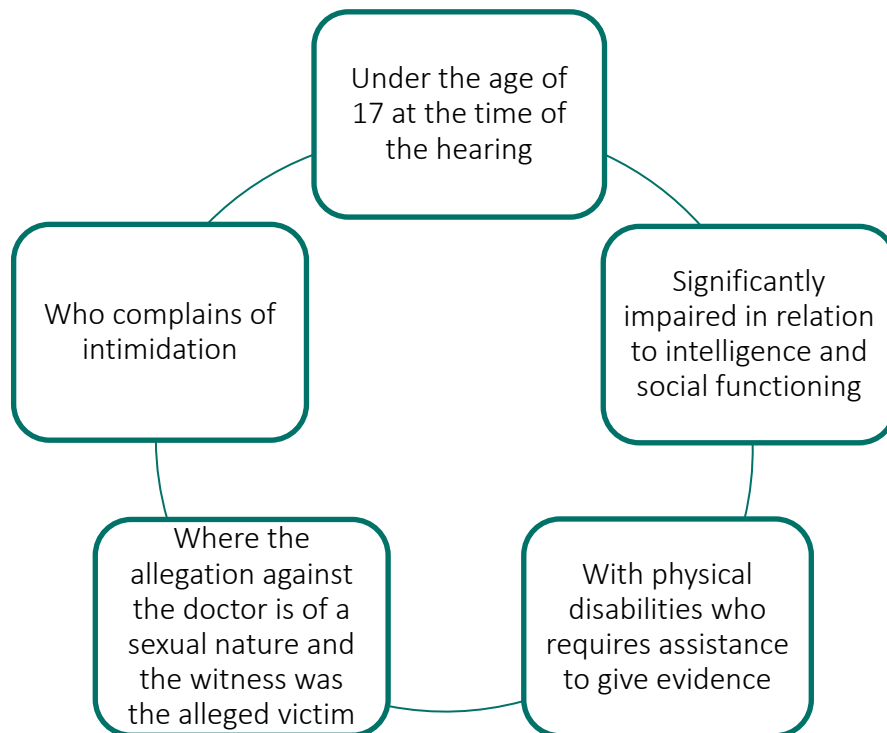 Under the age of
17 at the time of
the hearing
Significantly
impaired in relation
to intelligence and
social functioning
With physical
disabilities who
requires assistance
to give evidence
Where the
allegation against
the doctor is of a
sexual nature and
the witness was
the alleged victim
Who complains of
intimidation